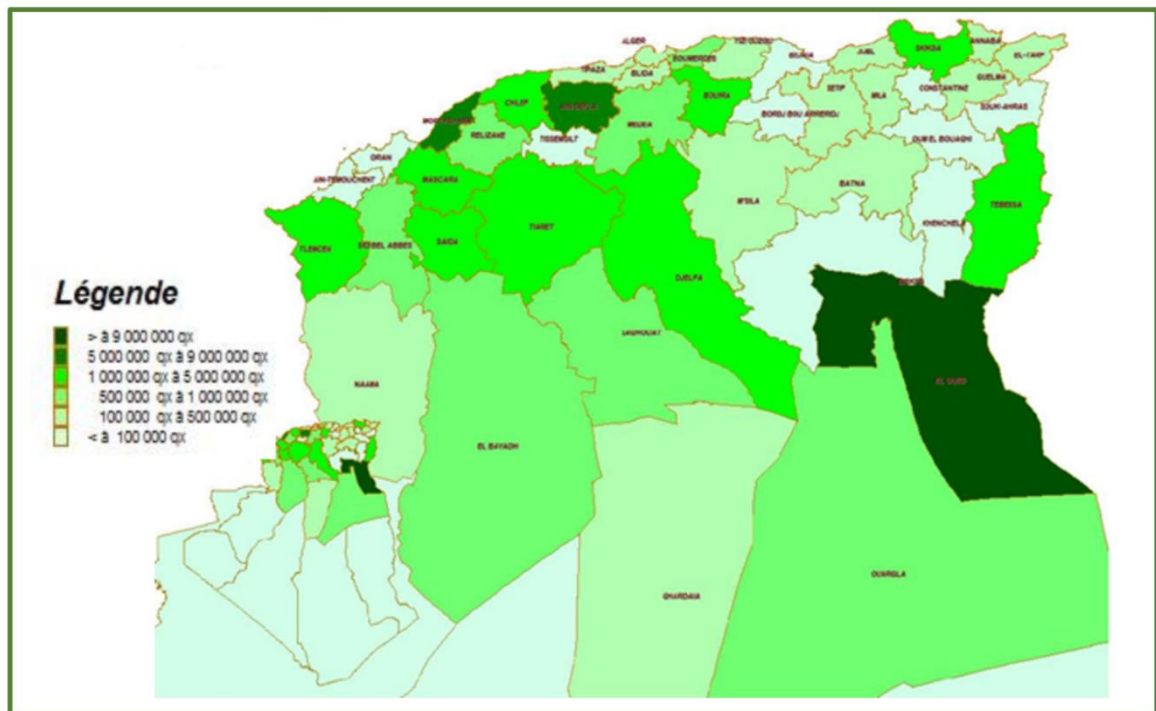 ALGER
TIZI OUZOU
BOUMERDES
BEJAIA
JIJEL
SKIKDA
ANNABA
EL-TARF
TIPAZA
BLIDA
BOUIRA
SETIF
MILA
CONSTANTINE
GUELMA
SOUK-AHRAS
CHLEF
MEDEA
BORDJ BOU ARRERIDJ
OUM EL BOUAGHI
RELIZANE
TISSEMSILT
ORAN
AIN-TEMOUCHENT
MASCARA
M'SILA
BATNA
KHENCHELA
TEBESSA
TLEMCEN
SIDI BEL ABBES
SAIDA
TIARET
DJELFA
Légende
> à 9 000 000 qx
5 000 000 qx à 9 000 000 qx
1 000 000 qx à 5 000 000 qx
500 000 qx à 1 000 000 qx
100 000 qx à 500 000 qx
< à 100 000 qx
LAGHOUAT
NAAMA
EL OUED
EL BAYADH
GHARDAIA
OUARGLA